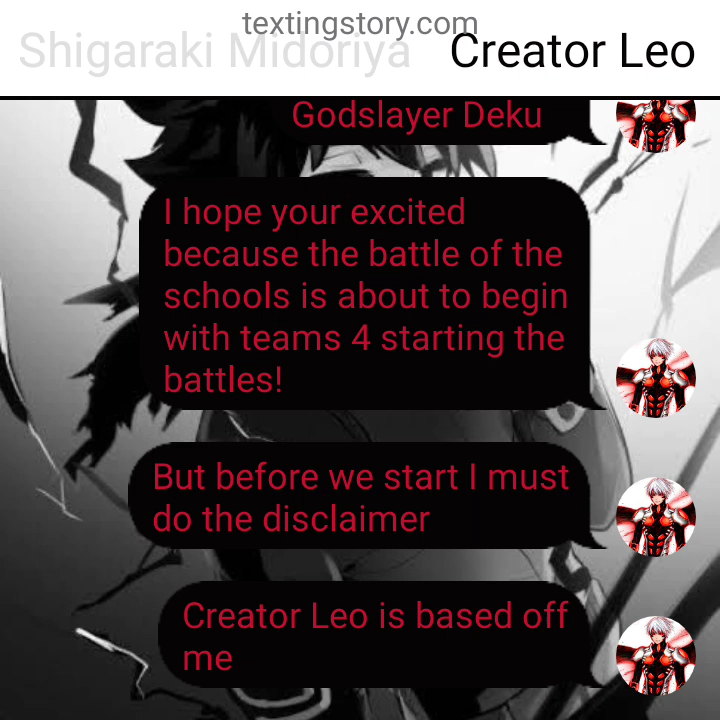 textingstory.com
Shigaraki Midoriya Creator Leo
Godslayer Deku
I hope your excited
because the battle of the
schools is about to begin
with teams 4 starting the
battles!
But before we start I must
do the disclaimer
Creator Leo is based off
me